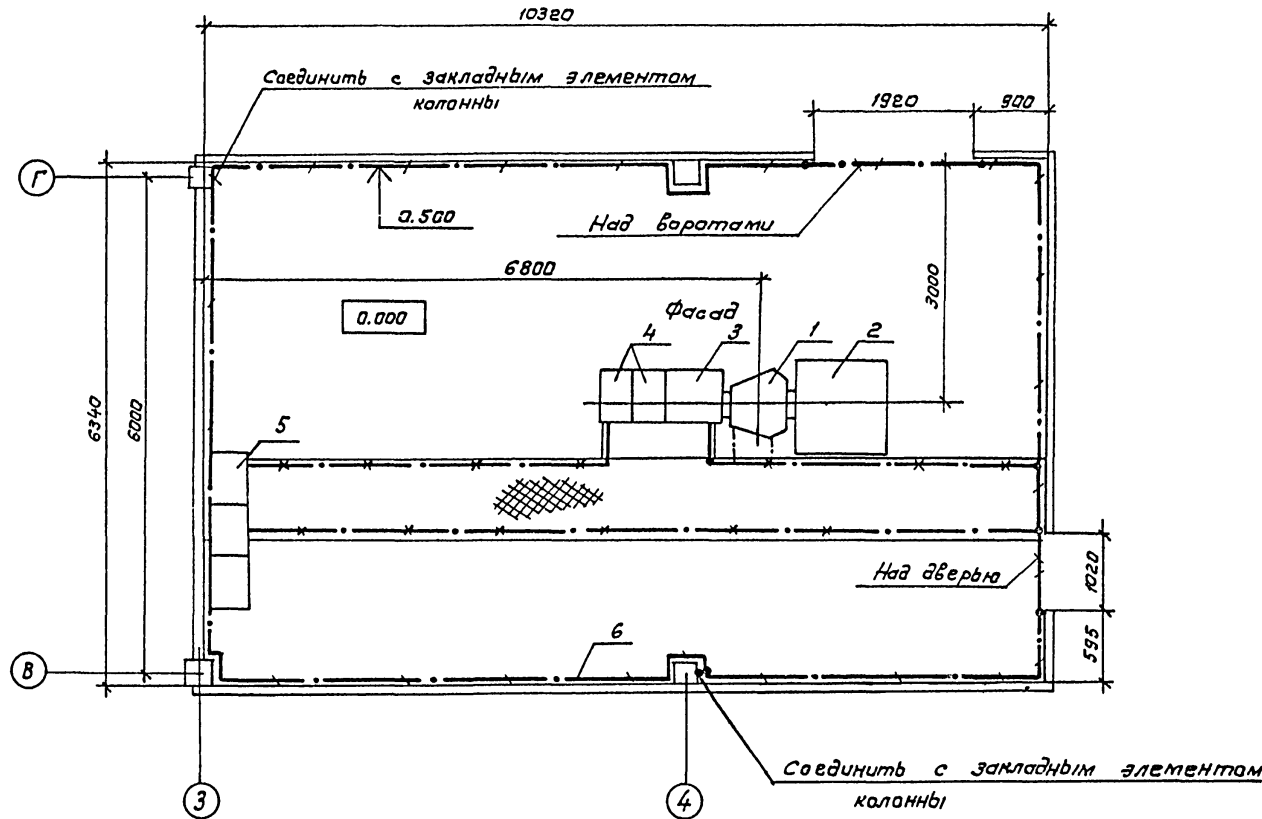 10320
Соединить с закладным элементом
колонны
1920
900
Г
0.500
Над воротами
6800
3000
0.000
Фасад
4
3
1
2
6340
6000
5
Над дверью
1020
595
6
В
Соединить с закладным элементом
колонны
3
4